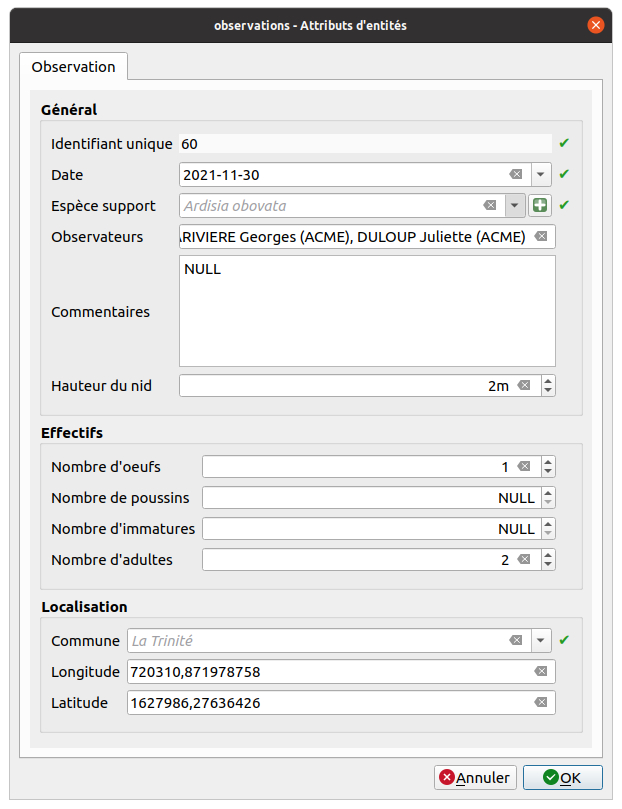 observations - Attributs d'entités
Observation
Général
Identifiant unique 60
Date 2021-11-30
Espèce support Ardisia obovata
Observateurs ARIVIERE Georges (ACME), DULOUP Juliette (ACME)
Commentaires NULL
Hauteur du nid 2m
Effectifs
Nombre d'oeufs 1
Nombre de poussins NULL
Nombre d'immatures NULL
Nombre d'adultes 2
Localisation
Commune La Trinité
Longitude 720310,871978758
Latitude 1627986,27636426
Annuler OK